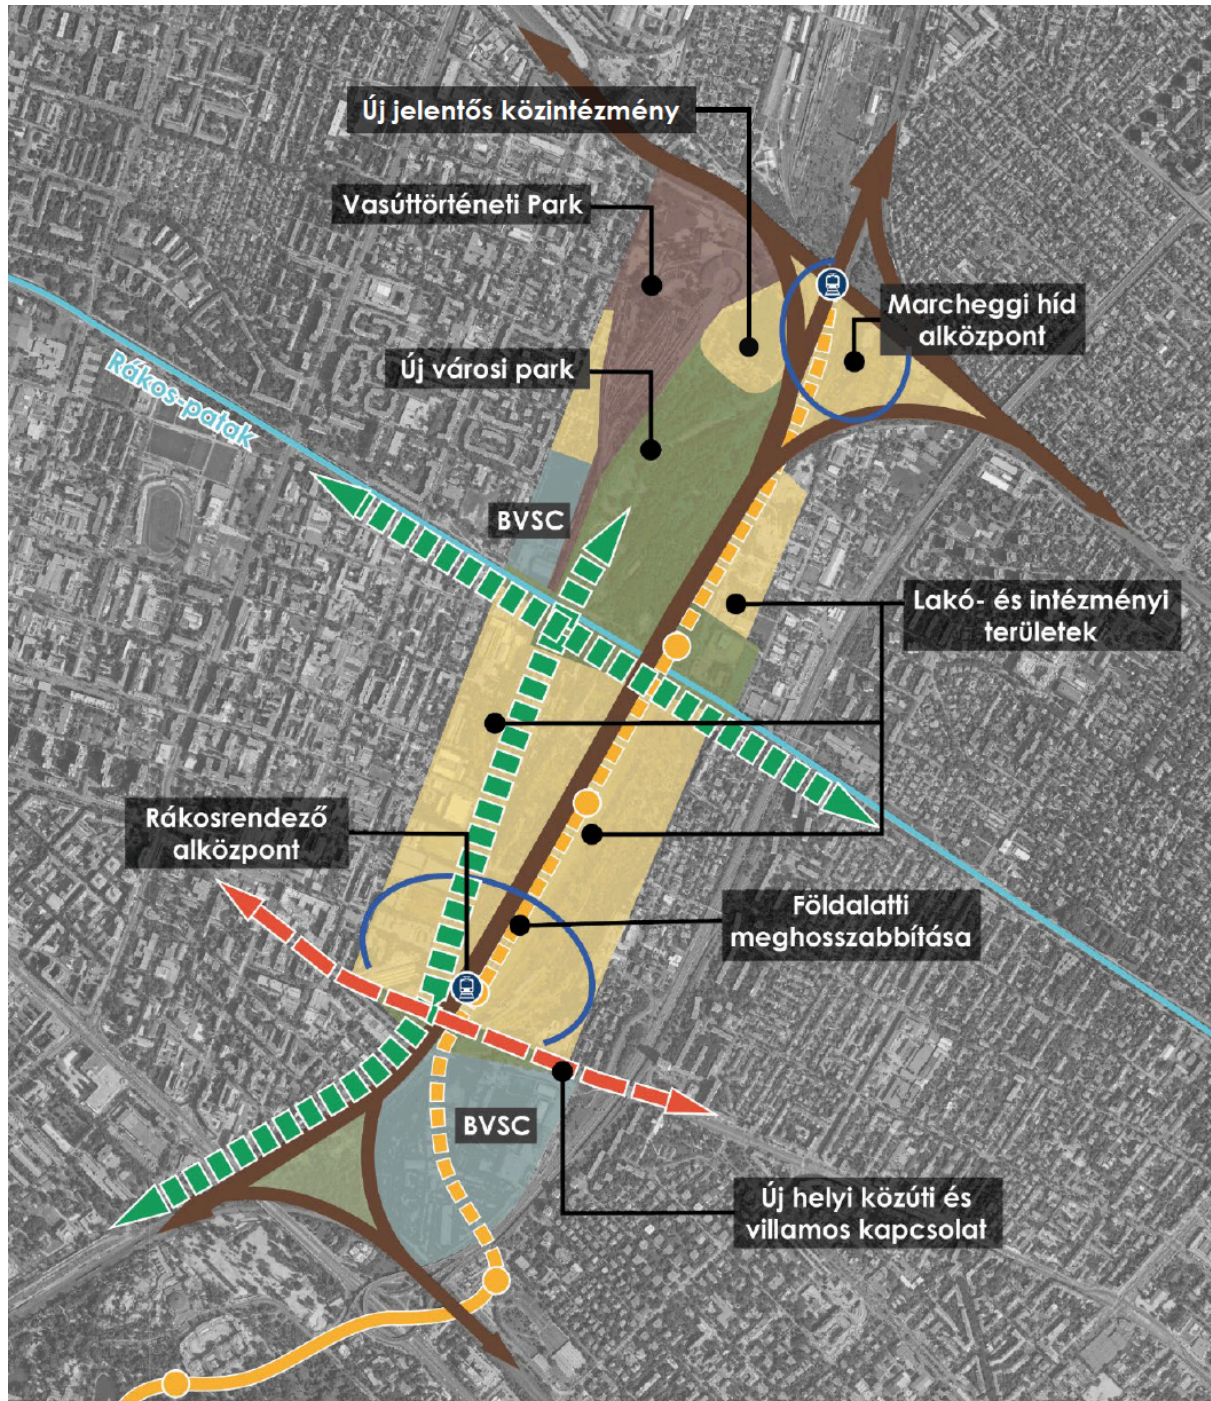 Új jelentős közintézmény
Vasúttörténeti Park
Marcheggi híd
alközpont
Új városi park
Rákos-patak
BVSC
Lakó- és intézményi
területek
Rákosrendező
alközpont
Földalatti
meghosszabbítása
BVSC
Új helyi közúti és
villamos kapcsolat